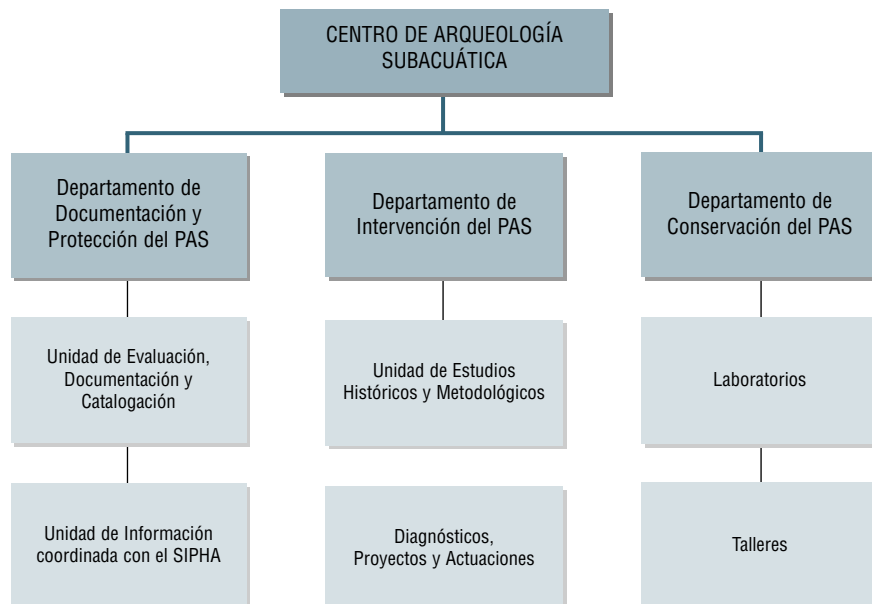 CENTRO DE ARQUEOLOGÍA
SUBACUÁTICA
Departamento de
Documentación y
Protección del PAS
Departamento de
Intervención del PAS
Departamento de
Conservación del PAS
Unidad de Evaluación,
Documentación y
Catalogación
Unidad de Estudios
Históricos y Metodológicos
Laboratorios
Unidad de Información
coordinada con el SIPHA
Diagnósticos,
Proyectos y Actuaciones
Talleres